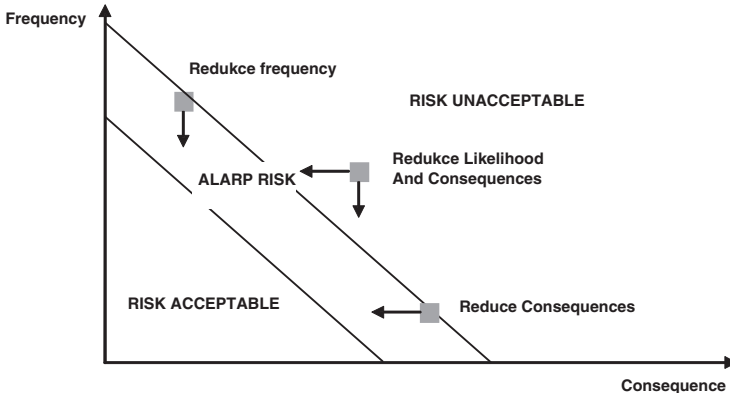 Frequency
Redukce frequency
RISK UNACCEPTABLE
Redukce Likelihood
And Consequences
ALARP RISK
RISK ACCEPTABLE
Reduce Consequences
Consequence